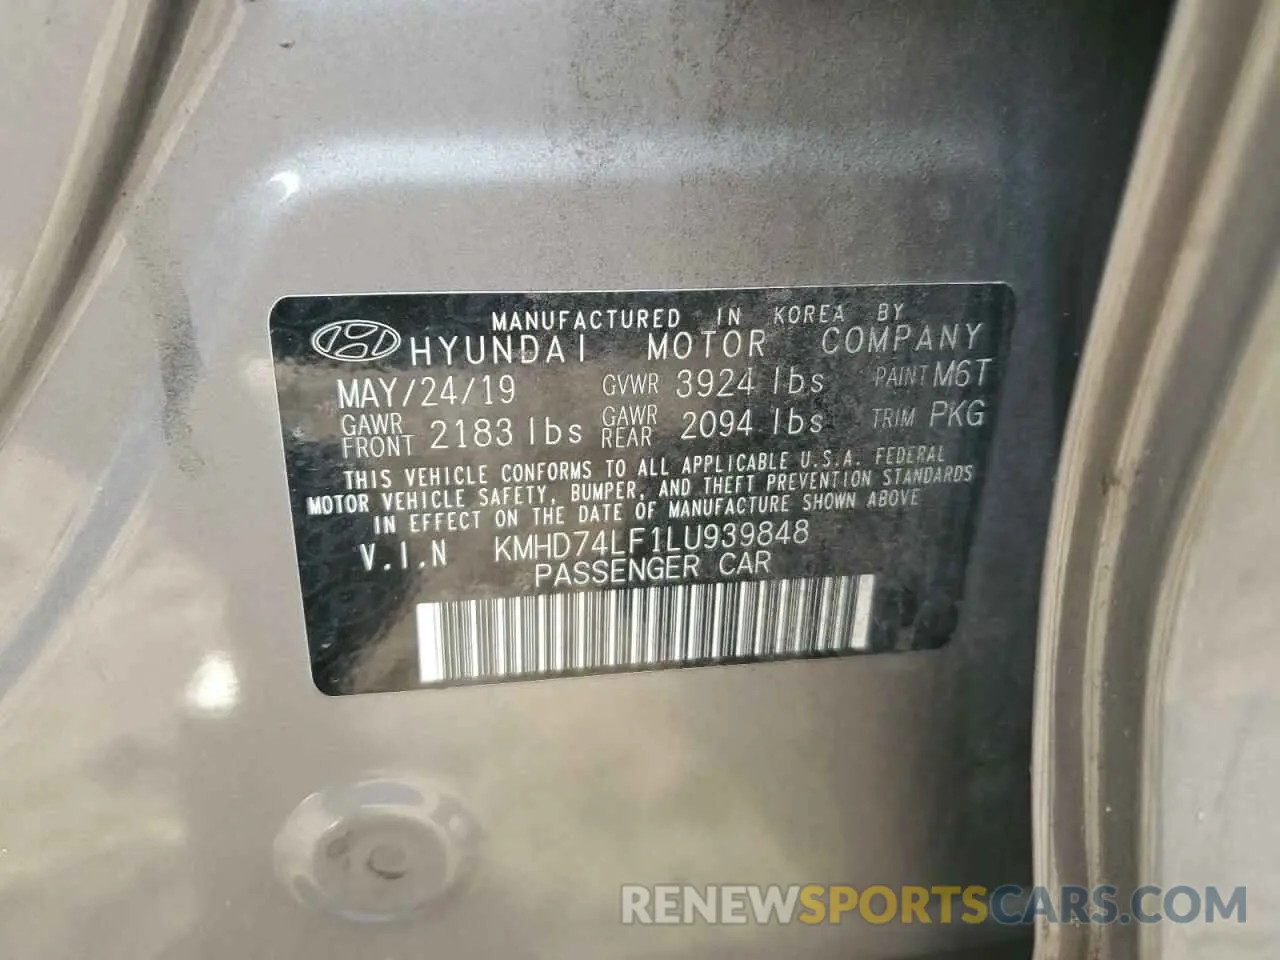 MANUFACTURED IN KOREA BY
HYUNDAI MOTOR COMPANY
MAY/24/19 GVWR 3924 lbs PAINT M6T
GAWR FRONT 2183 lbs GAWR REAR 2094 lbs TRIM PKG
THIS VEHICLE CONFORMS TO ALL APPLICABLE U.S.A. FEDERAL
MOTOR VEHICLE SAFETY, BUMPER, AND THEFT PREVENTION STANDARDS
IN EFFECT ON THE DATE OF MANUFACTURE SHOWN ABOVE
V.I.N KMHD74LF1LU939848
PASSENGER CAR
RENEWSPORTSCARS.COM